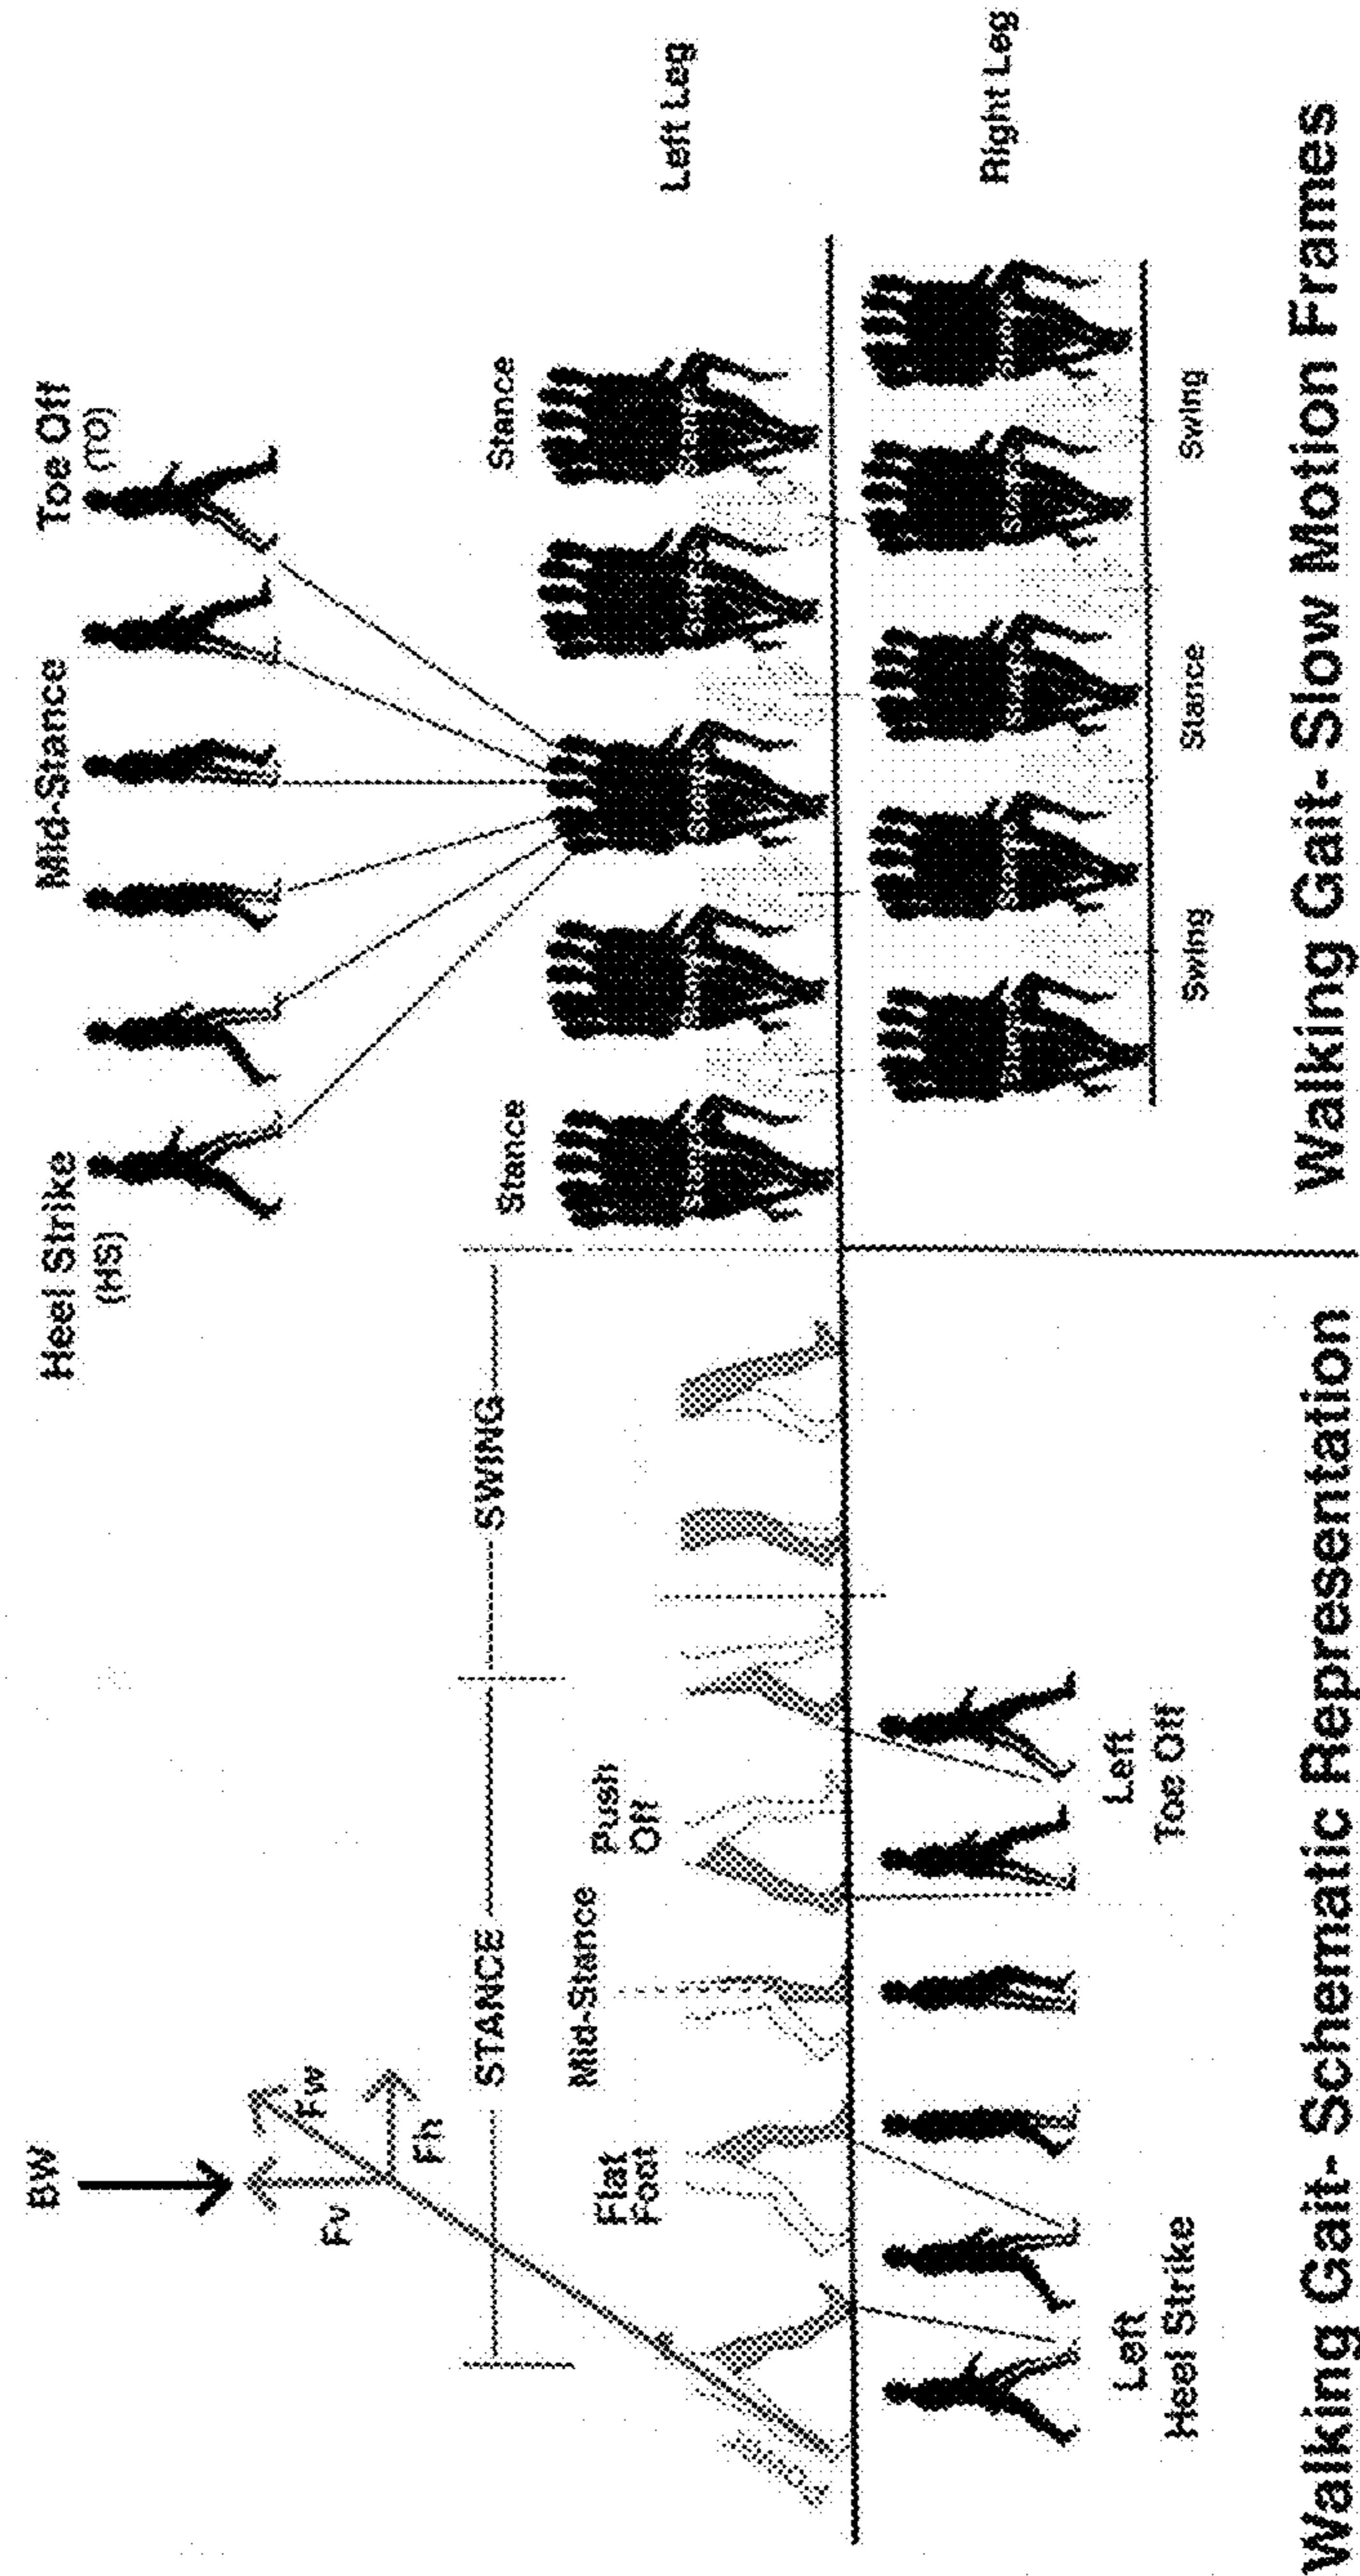 BW
Fv
Fw
Fh
STANCE
SWING
Flat
Foot
Mid-Stance
Push
Off
Left
Heel Strike
Left
Toe Off
Walking Gait- Schematic Representation
Heel Strike
(HS)
Mid-Stance
Toe Off
(TO)
Stance
Stance
Left Leg
Right Leg
Swing
Stance
Swing
Walking Gait- Slow Motion Frames